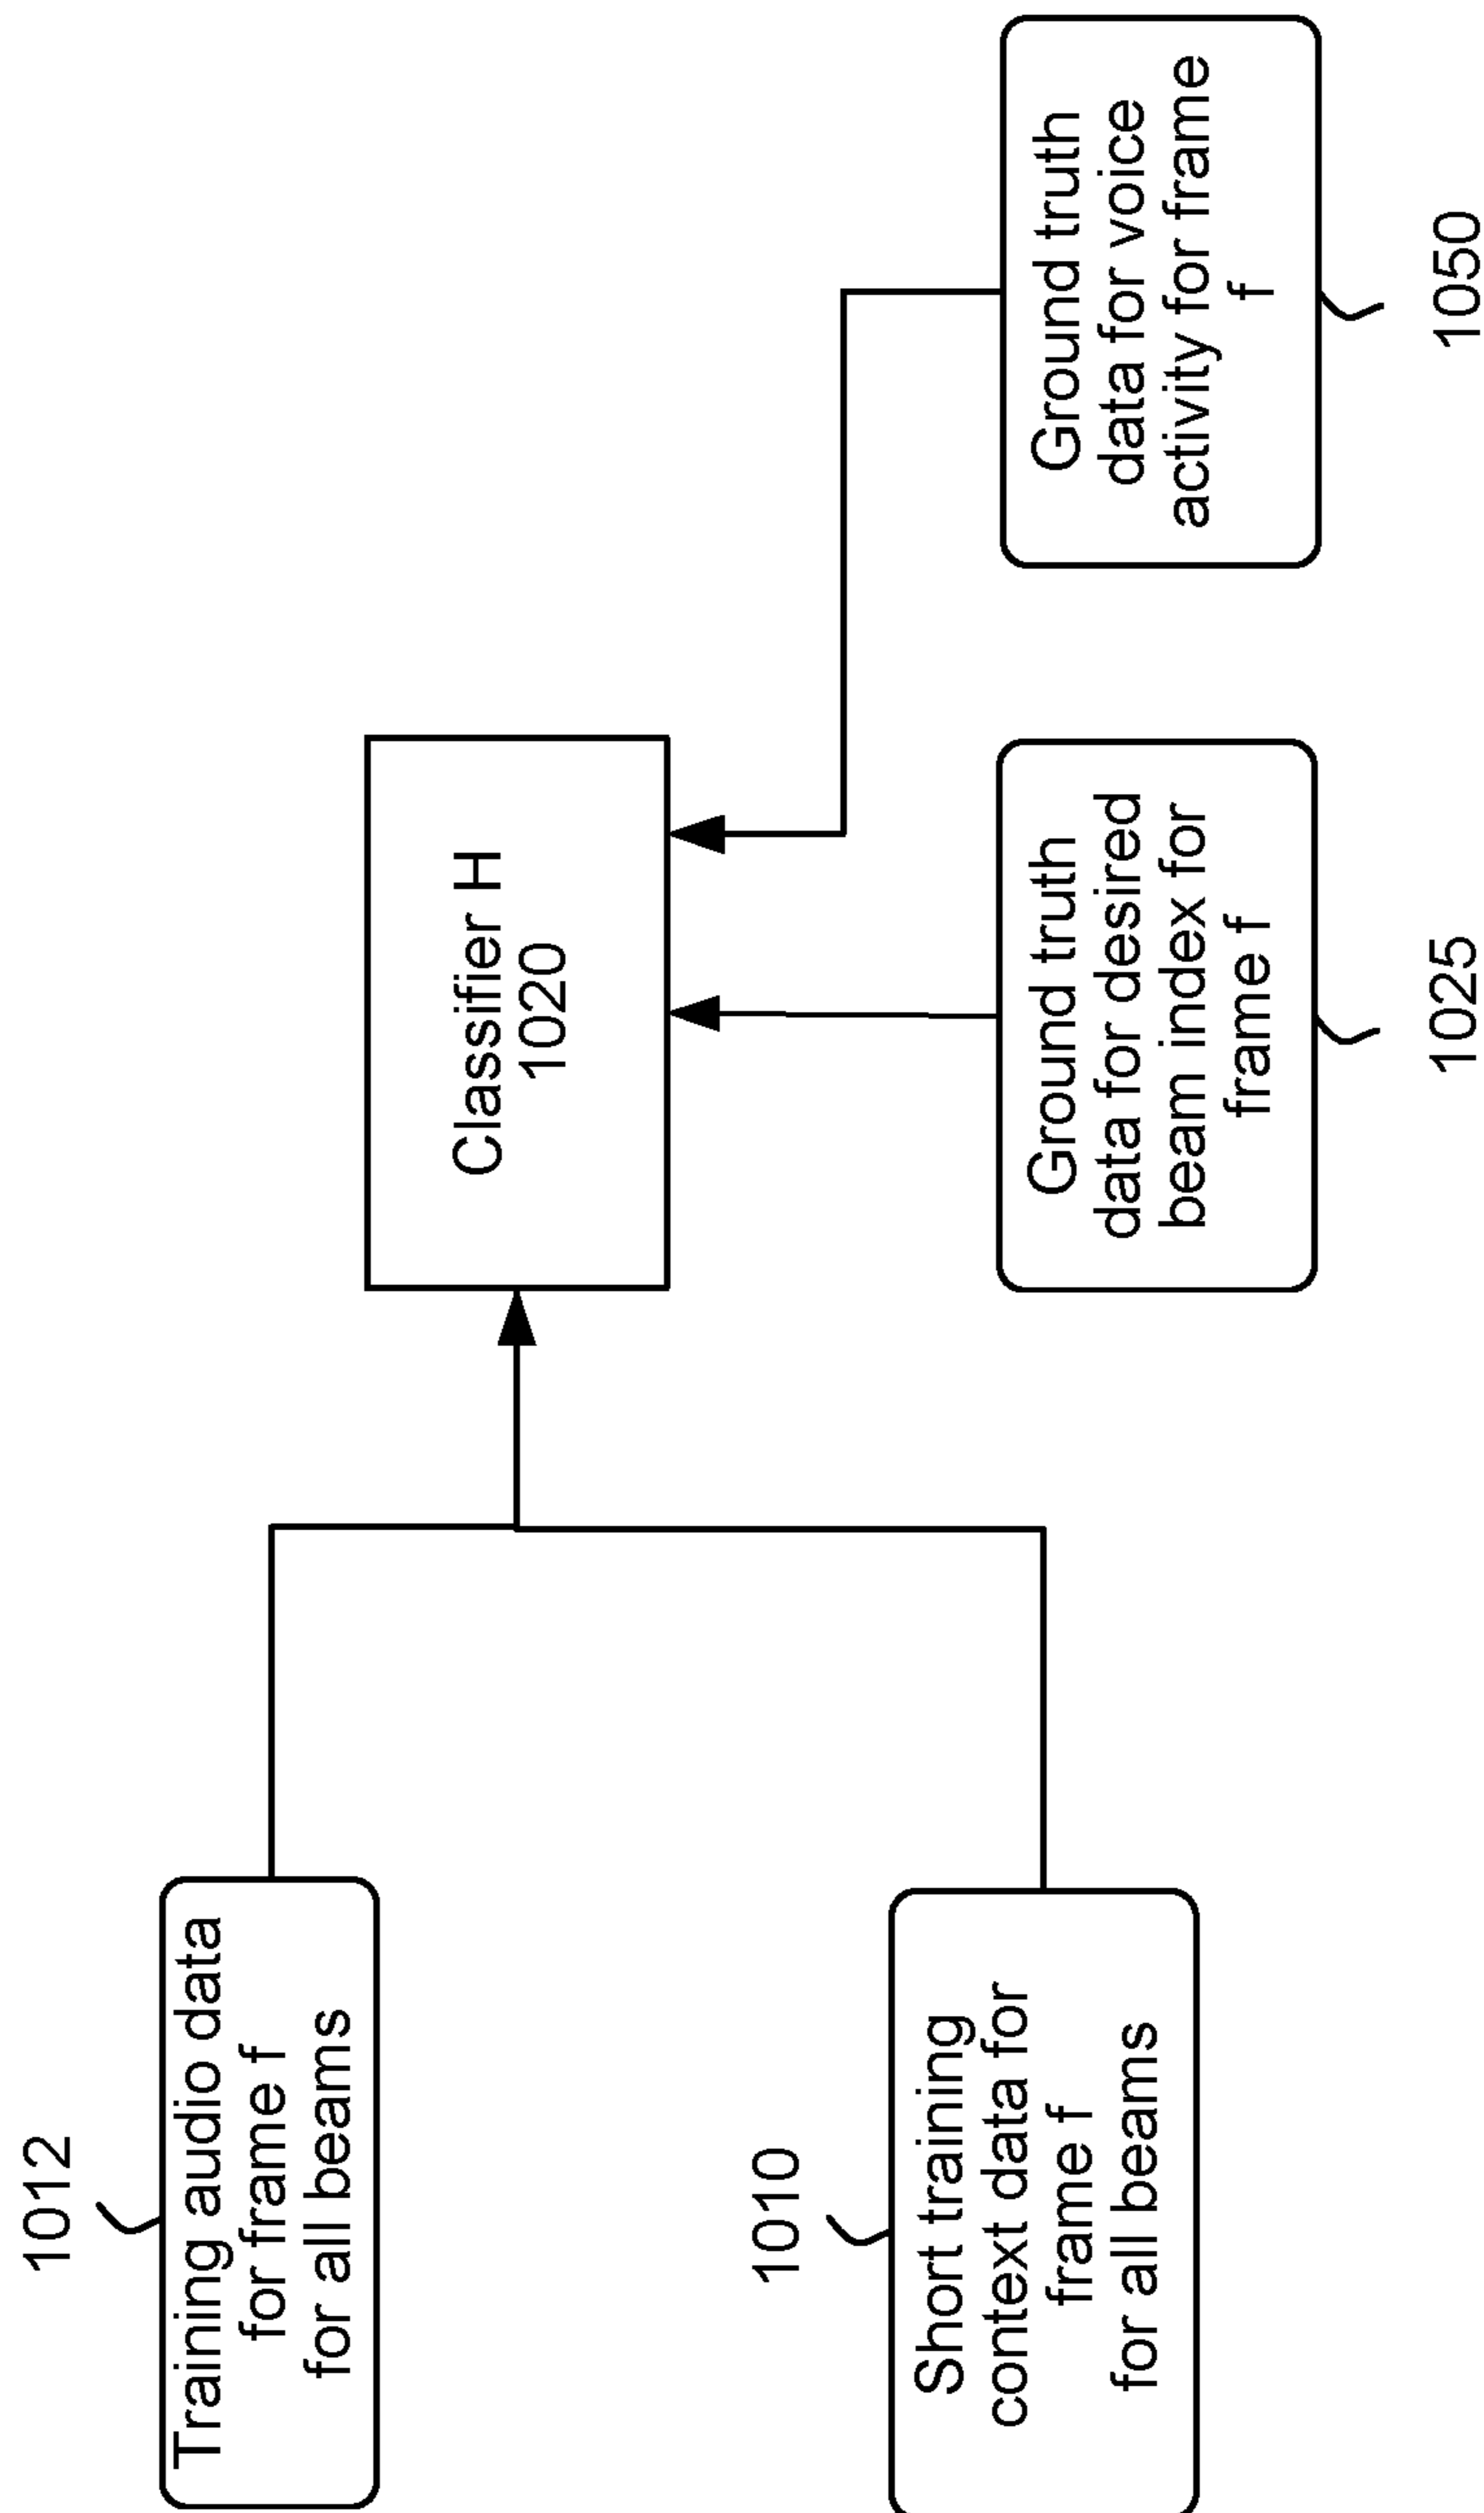 1012
Training audio data
for frame f
for all beams
1010
Short training
context data for
frame f
for all beams
Classifier H
1020
Ground truth
data for desired
beam index for
frame f
1025
Ground truth
data for voice
activity for frame
f
1050